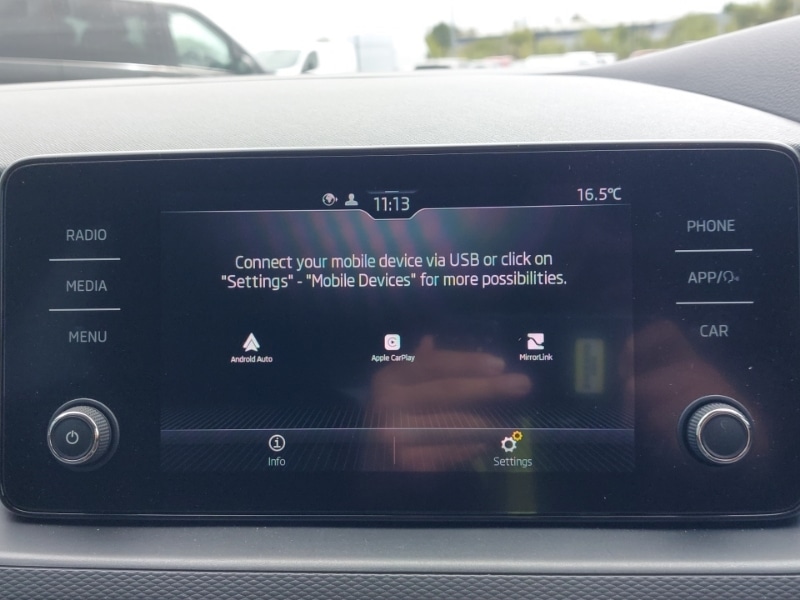 11:13
16.5°C
RADIO
MEDIA
MENU
Connect your mobile device via USB or click on
"Settings" - "Mobile Devices" for more possibilities.
Android Auto
Apple CarPlay
MirrorLink
Info
Settings
PHONE
APP/
CAR